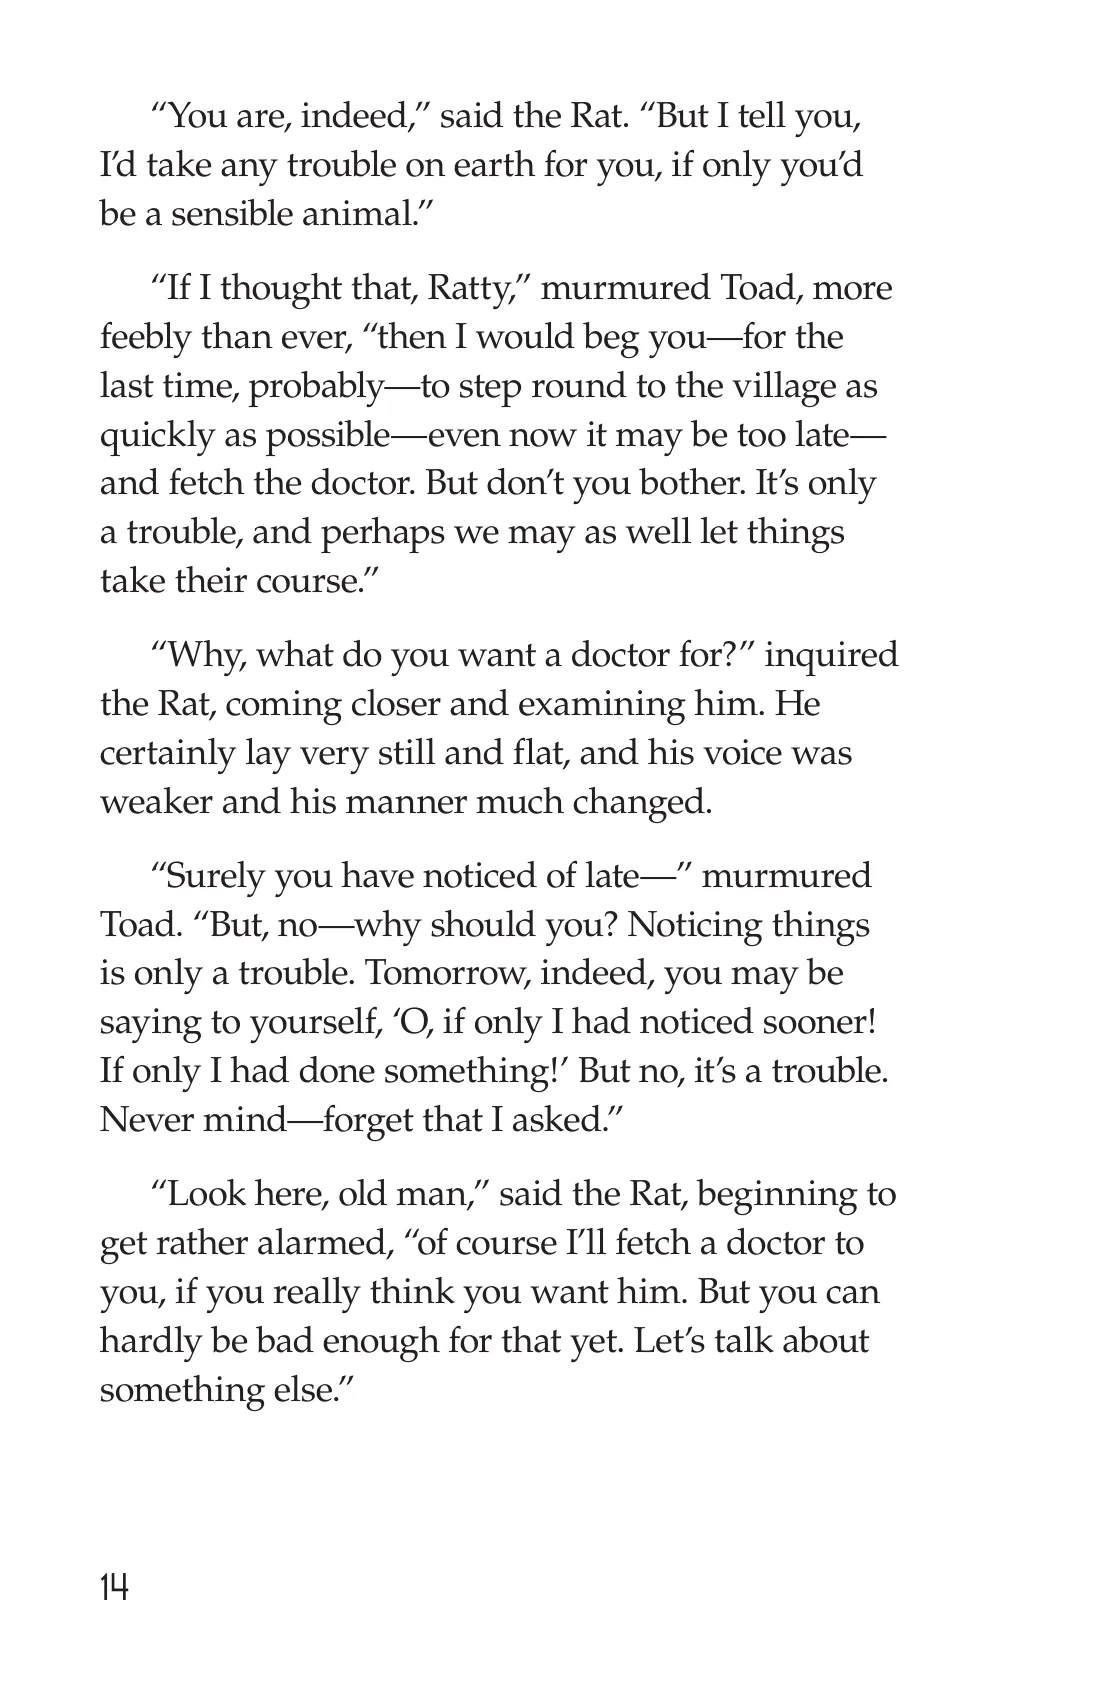 “You are, indeed,” said the Rat. “But I tell you,
I’d take any trouble on earth for you, if only you’d
be a sensible animal.”
“If I thought that, Ratty,” murmured Toad, more
feebly than ever, “then I would beg you—for the
last time, probably—to step round to the village as
quickly as possible—even now it may be too late—
and fetch the doctor. But don’t you bother. It’s only
a trouble, and perhaps we may as well let things
take their course.”
“Why, what do you want a doctor for?” inquired
the Rat, coming closer and examining him. He
certainly lay very still and flat, and his voice was
weaker and his manner much changed.
“Surely you have noticed of late—” murmured
Toad. “But, no—why should you? Noticing things
is only a trouble. Tomorrow, indeed, you may be
saying to yourself, ‘O, if only I had noticed sooner!
If only I had done something!’ But no, it’s a trouble.
Never mind—forget that I asked.”
“Look here, old man,” said the Rat, beginning to
get rather alarmed, “of course I’ll fetch a doctor to
you, if you really think you want him. But you can
hardly be bad enough for that yet. Let’s talk about
something else.”
14